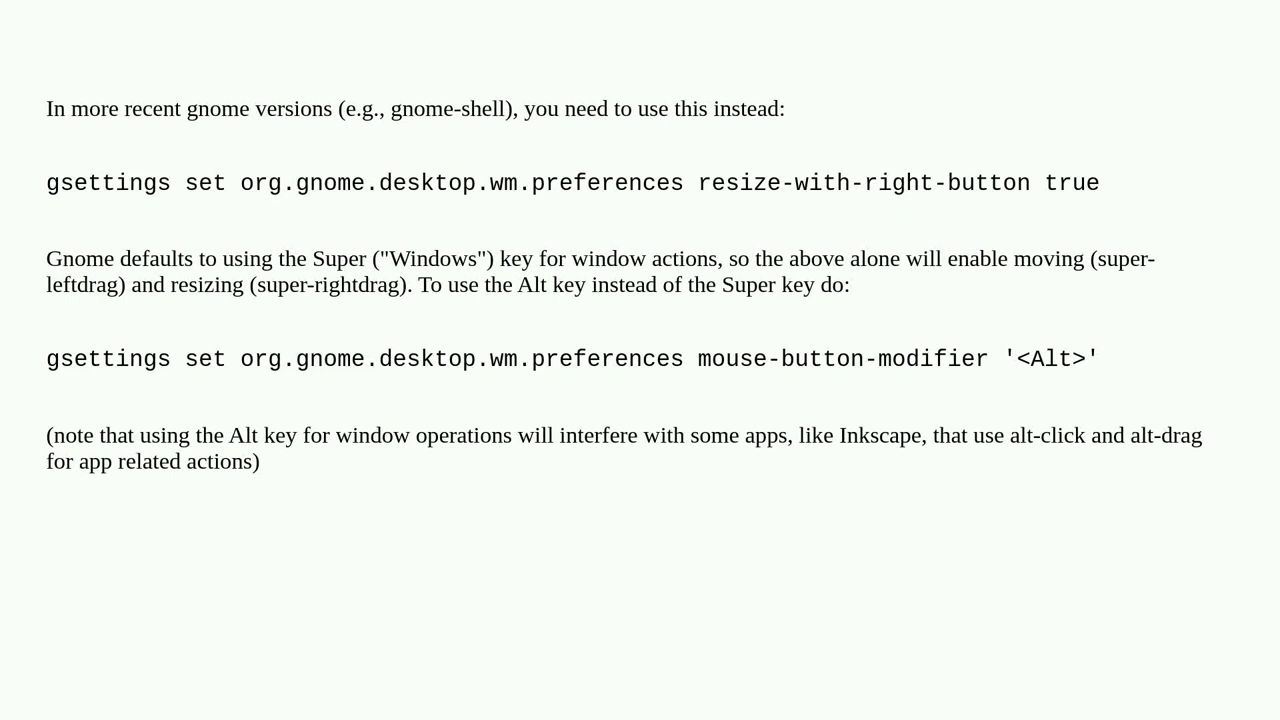 In more recent gnome versions (e.g., gnome-shell), you need to use this instead:
gsettings set org.gnome.desktop.wm.preferences resize-with-right-button true
Gnome defaults to using the Super ("Windows") key for window actions, so the above alone will enable moving (super-
leftdrag) and resizing (super-rightdrag). To use the Alt key instead of the Super key do:
gsettings set org.gnome.desktop.wm.preferences mouse-button-modifier '<Alt>'
(note that using the Alt key for window operations will interfere with some apps, like Inkscape, that use alt-click and alt-drag
for app related actions)